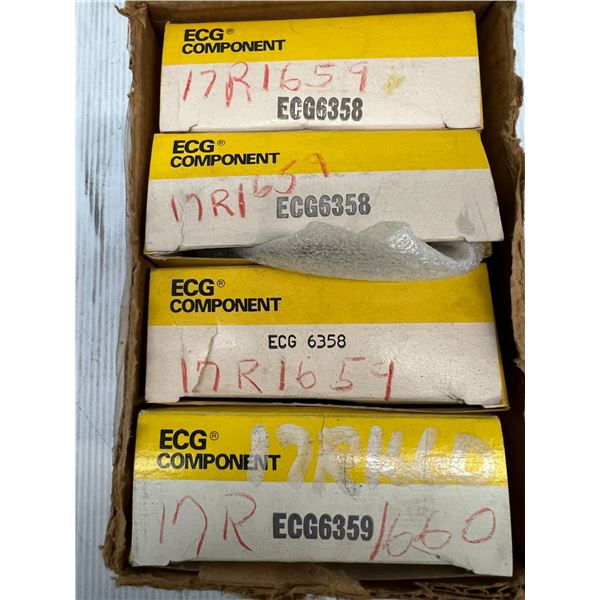 ECG®
COMPONENT
17R1659
ECG6358
ECG®
COMPONENT
17R1659
ECG6358
ECG®
COMPONENT
ECG 6358
17R1659
ECG®
COMPONENT
17R ECG6359 1660